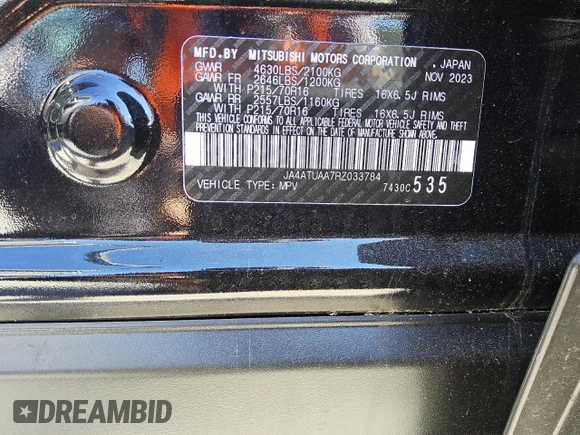 MFD.BY MITSUBISHI MOTORS CORPORATION , JAPAN
GVWR 4630LBS/2100KG NOV 2023
GAWR FR 2646LBS/1200KG
WITH P215/70R16 TIRES 16X6.5J RIMS
GAWR RR 2557LBS/1160KG
WITH P215/70R16 TIRES 16X6.5J RIMS
THIS VEHICLE CONFORMS TO ALL APPLICABLE FEDERAL
MOTOR VEHICLE SAFETY AND THEFT PREVENTION STANDARDS
IN EFFECT ON THE DATE OF MANUFACTURE SHOWN ABOVE.
JA4ATUAA7RZ033784
VEHICLE TYPE: MPV 7430C 535
DREAMBID